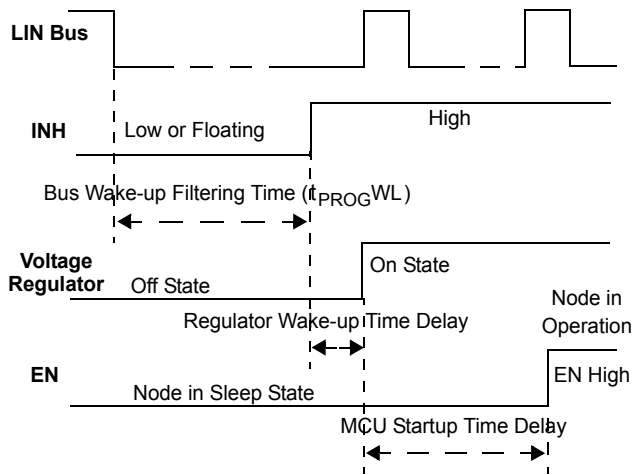 LIN Bus
INH
Low or Floating
High
Bus Wake-up Filtering Time (tPROGWL)
Voltage
Regulator
On State
Off State
Node in
Operation
Regulator Wake-up Time Delay
EN
Node in Sleep State
EN High
MCU Startup Time Delay